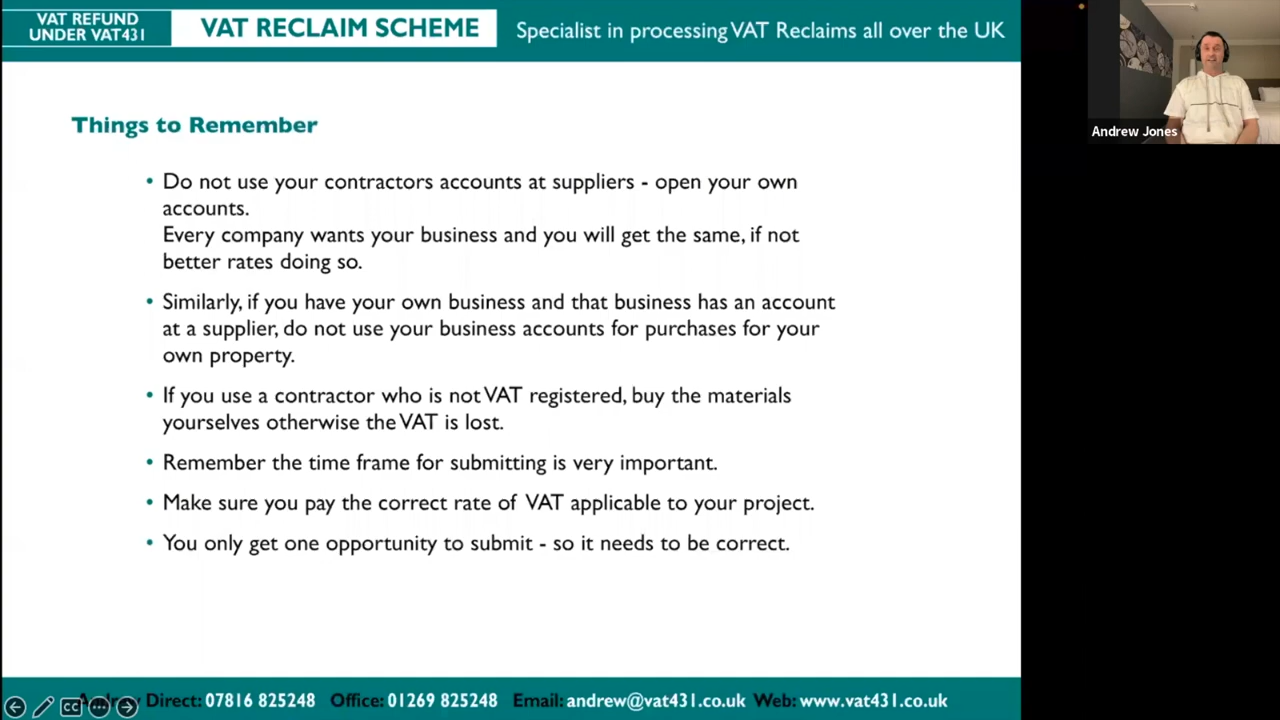 VAT REFUND
UNDER VAT431
VAT RECLAIM SCHEME
Specialist in processing VAT Reclaims all over the UK
Andrew Jones
Things to Remember
• Do not use your contractors accounts at suppliers - open your own
accounts.
Every company wants your business and you will get the same, if not
better rates doing so.
• Similarly, if you have your own business and that business has an account
at a supplier, do not use your business accounts for purchases for your
own property.
• If you use a contractor who is not VAT registered, buy the materials
yourselves otherwise the VAT is lost.
• Remember the time frame for submitting is very important.
• Make sure you pay the correct rate of VAT applicable to your project.
• You only get one opportunity to submit - so it needs to be correct.
CC
Andrew Direct: 07816 825248 Office: 01269 825248 Email: andrew@vat431.co.uk Web: www.vat431.co.uk